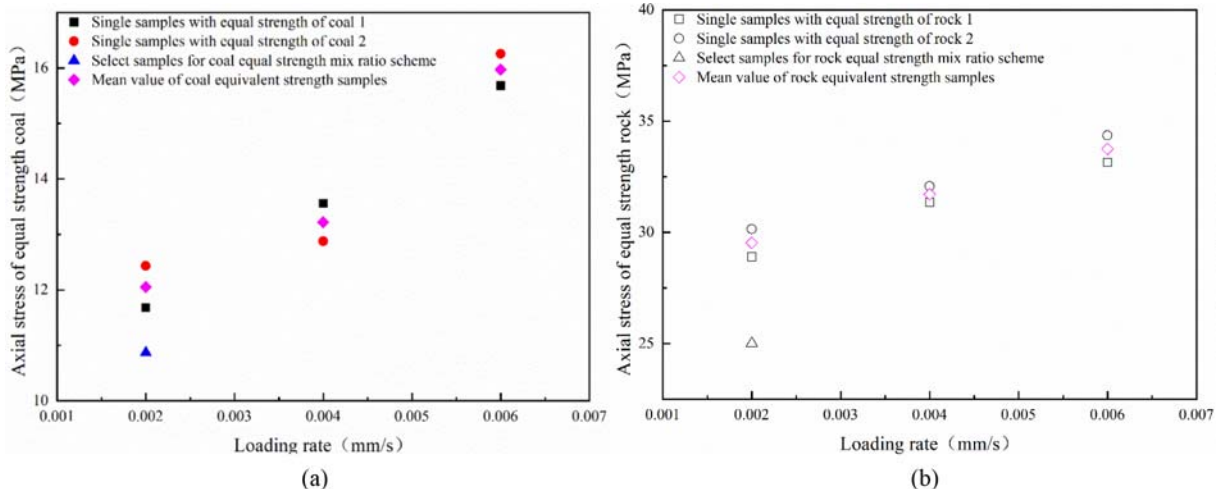 Single samples with equal strength of coal 1
Single samples with equal strength of coal 2
Select samples for coal equal strength mix ratio scheme
Mean value of coal equivalent strength samples
Axial stress of equal strength coal（MPa）
16
14
12
10
0.001 0.002 0.003 0.004 0.005 0.006 0.007
Loading rate（mm/s）
(a)
Single samples with equal strength of rock 1
Single samples with equal strength of rock 2
Select samples for rock equal strength mix ratio scheme
Mean value of rock equivalent strength samples
Axial stress of equal strength rock（MPa）
40
35
30
25
0.001 0.002 0.003 0.004 0.005 0.006 0.007
Loading rate（mm/s）
(b)